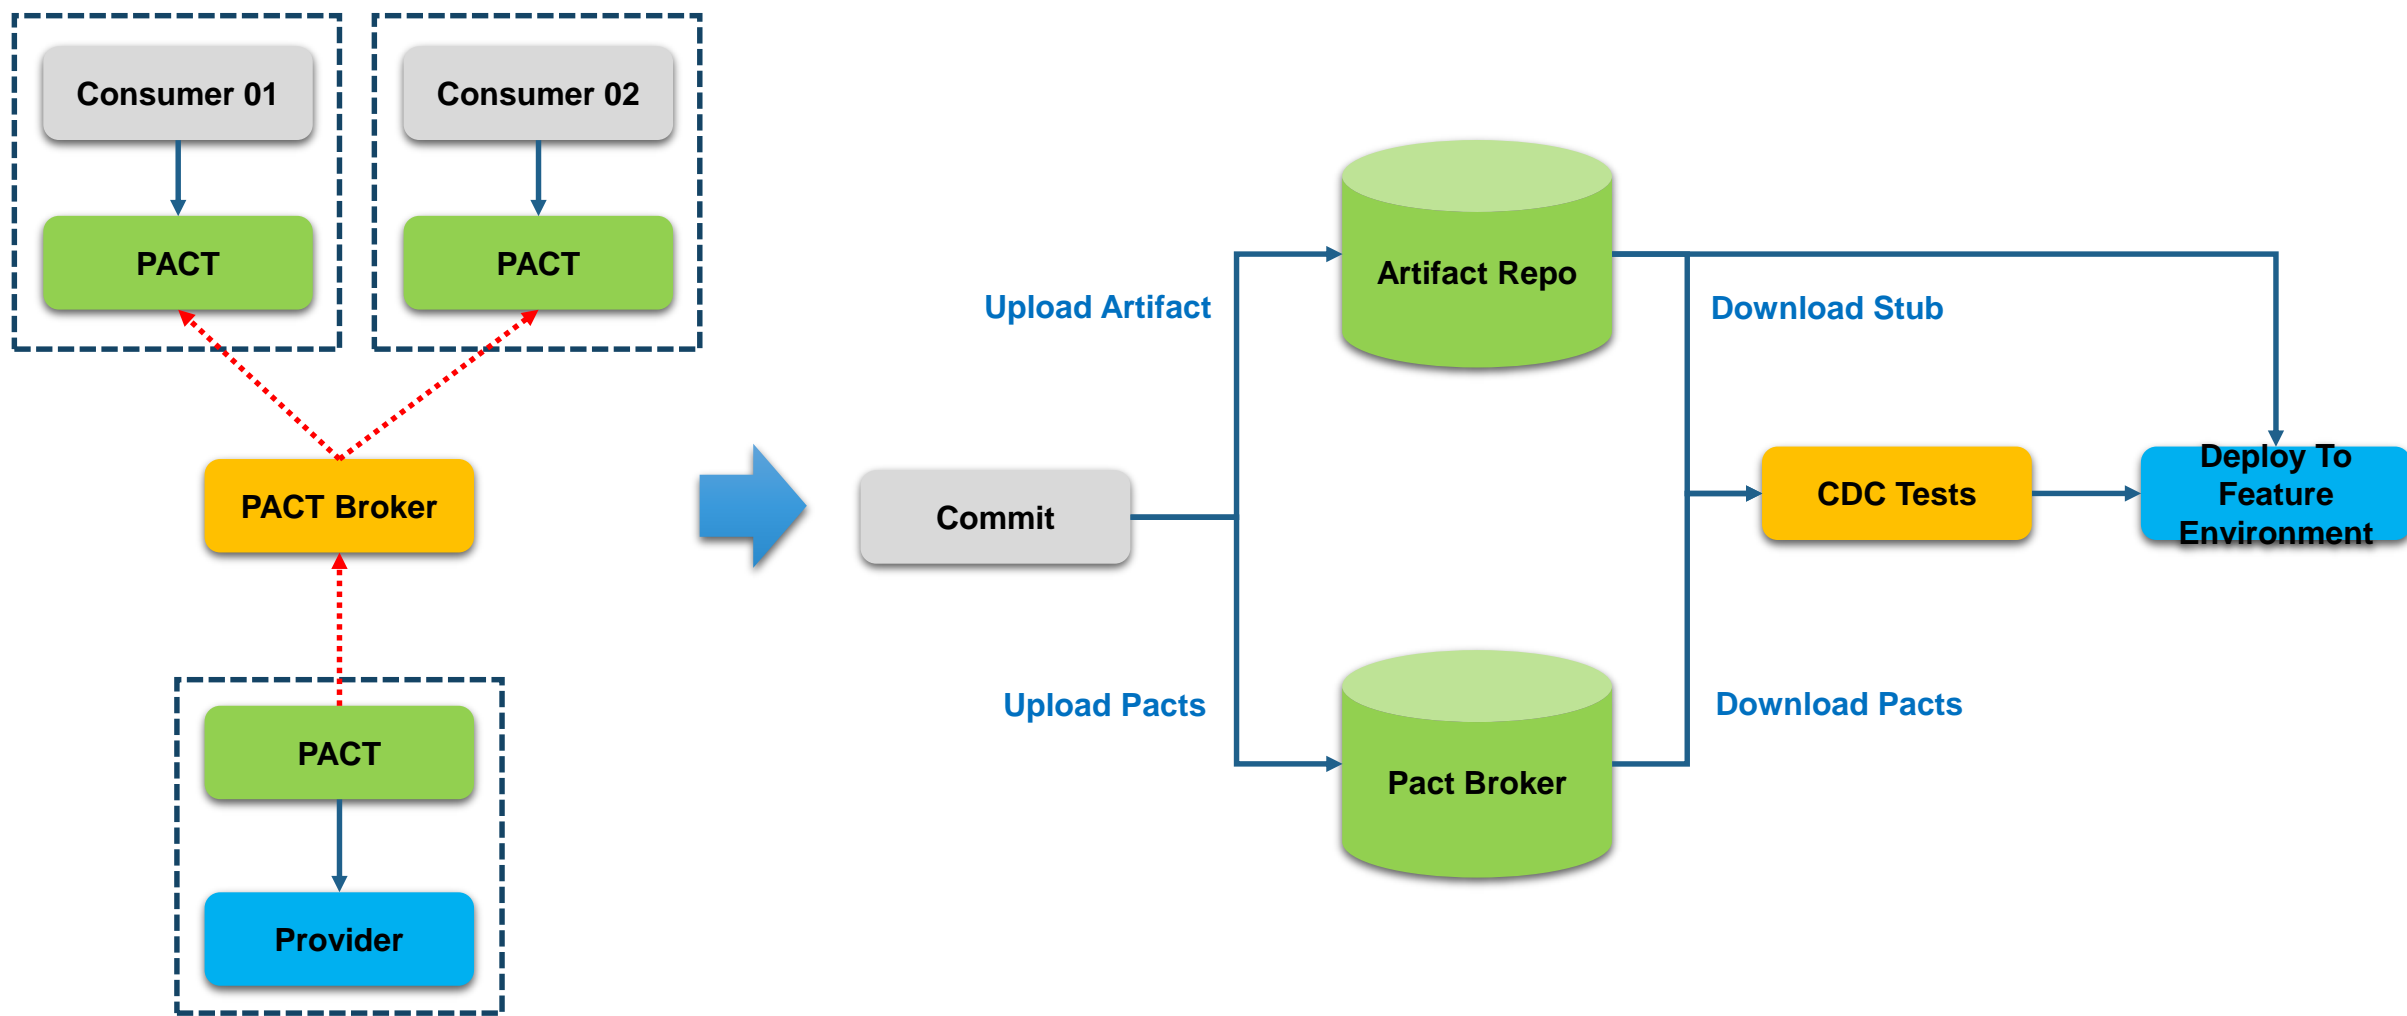 Consumer 01
Consumer 02
PACT
PACT
PACT Broker
PACT
Provider
Commit
Upload Artifact
Upload Pacts
Artifact Repo
Pact Broker
Download Stub
Download Pacts
CDC Tests
Deploy To
Feature
Environment